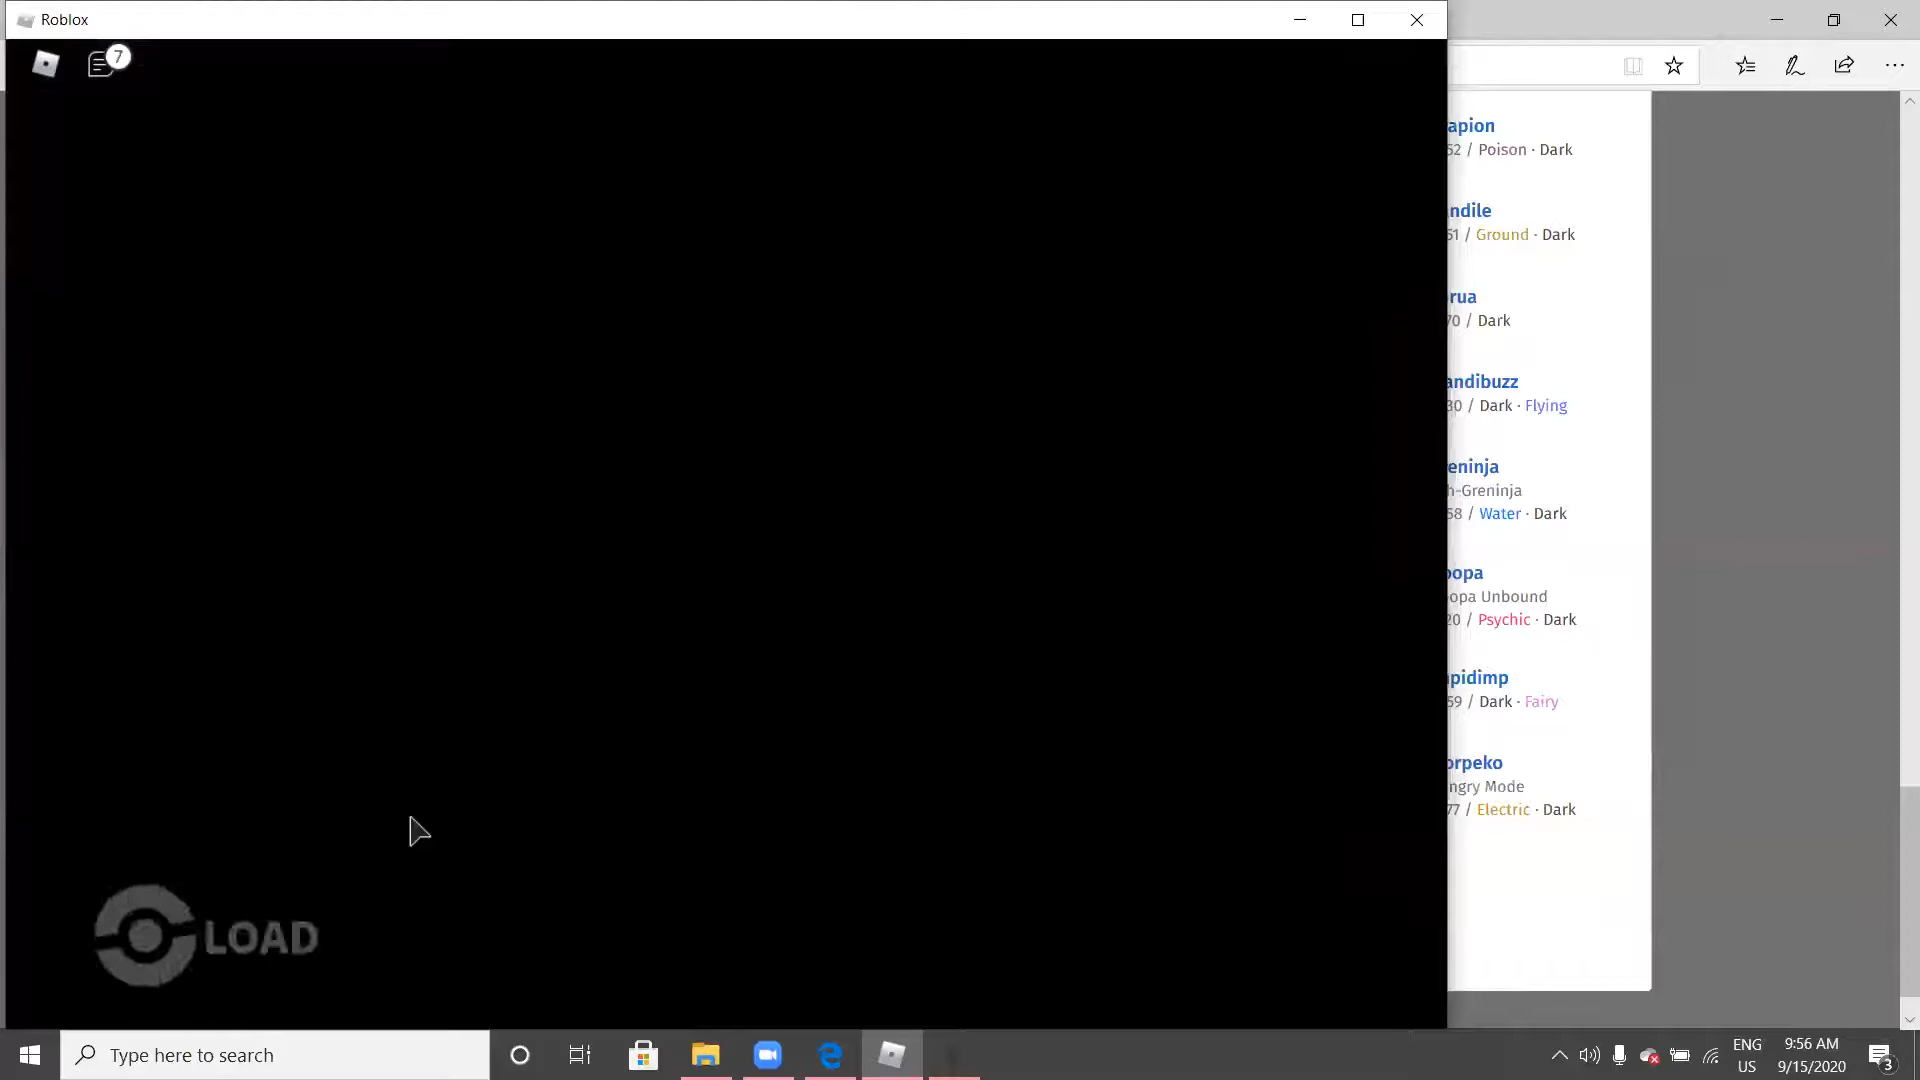 Roblox
7
apion
52 / Poison · Dark
ndile
51 / Ground · Dark
rua
70 / Dark
andibuzz
30 / Dark · Flying
eninja
h-Greninja
58 / Water · Dark
oopa
opa Unbound
20 / Psychic · Dark
pidimp
59 / Dark · Fairy
orpeko
ngry Mode
77 / Electric · Dark
LOAD
Type here to search
ENG
US
9:56 AM
9/15/2020
3